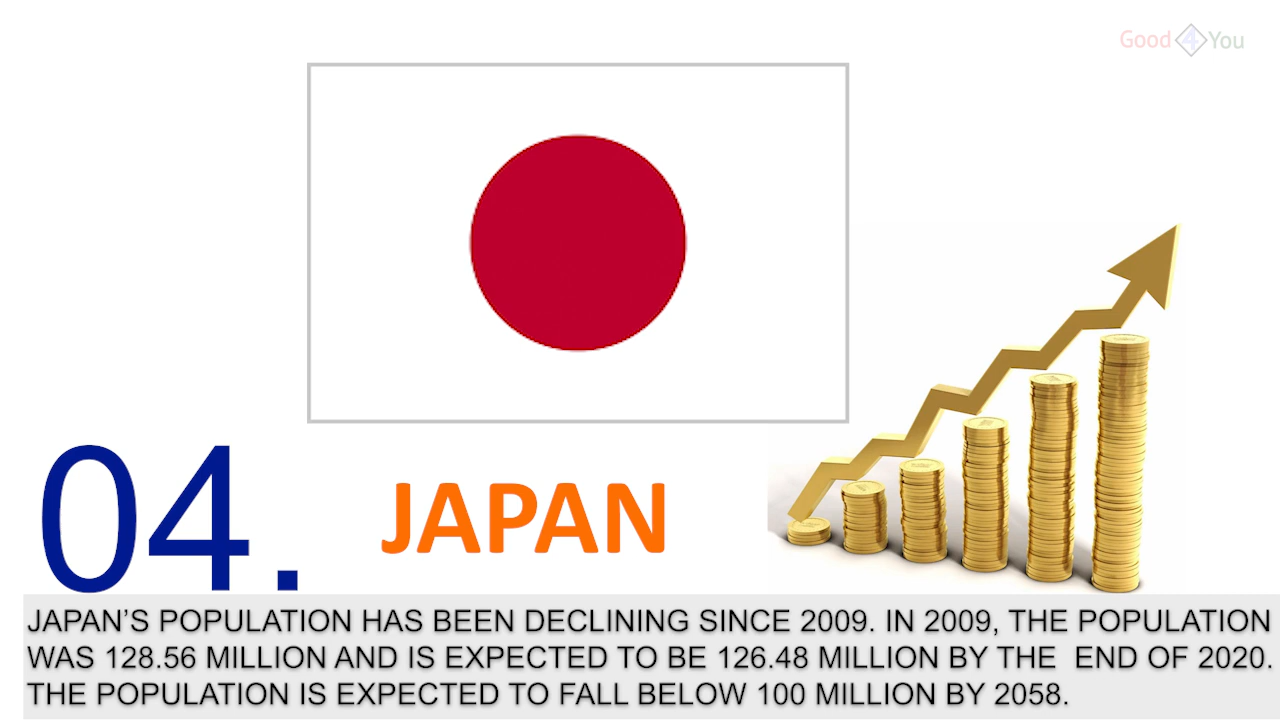 Good 4 You
04.
JAPAN
JAPAN’S POPULATION HAS BEEN DECLINING SINCE 2009. IN 2009, THE POPULATION
WAS 128.56 MILLION AND IS EXPECTED TO BE 126.48 MILLION BY THE END OF 2020.
THE POPULATION IS EXPECTED TO FALL BELOW 100 MILLION BY 2058.